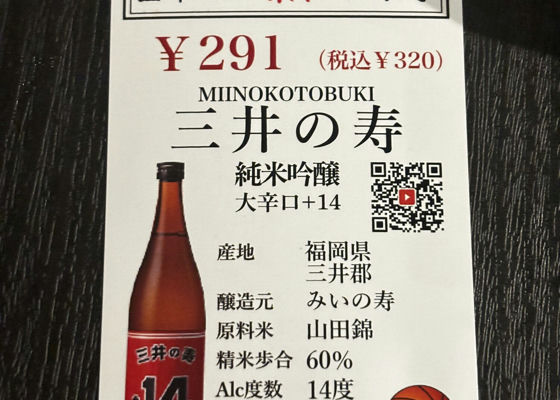 ¥291 (税込¥320)
MIINOKOTOBUKI
三井の寿
純米吟醸
大辛口+14
産地 福岡県
三井郡
醸造元 みいの寿
原料米 山田錦
精米歩合 60%
Alc度数 14度
三井の寿
14